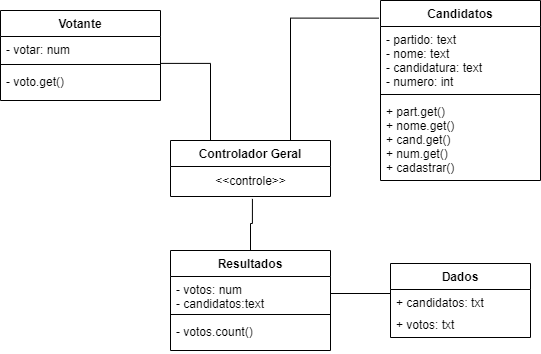 Votante
- votar: num
- voto.get()
Candidatos
- partido: text
- nome: text
- candidatura: text
- numero: int
+ part.get()
+ nome.get()
+ cand.get()
+ num.get()
+ cadastrar()
Controlador Geral
<<controle>>
Resultados
- votos: num
- candidatos:text
- votos.count()
Dados
+ candidatos: txt
+ votos: txt